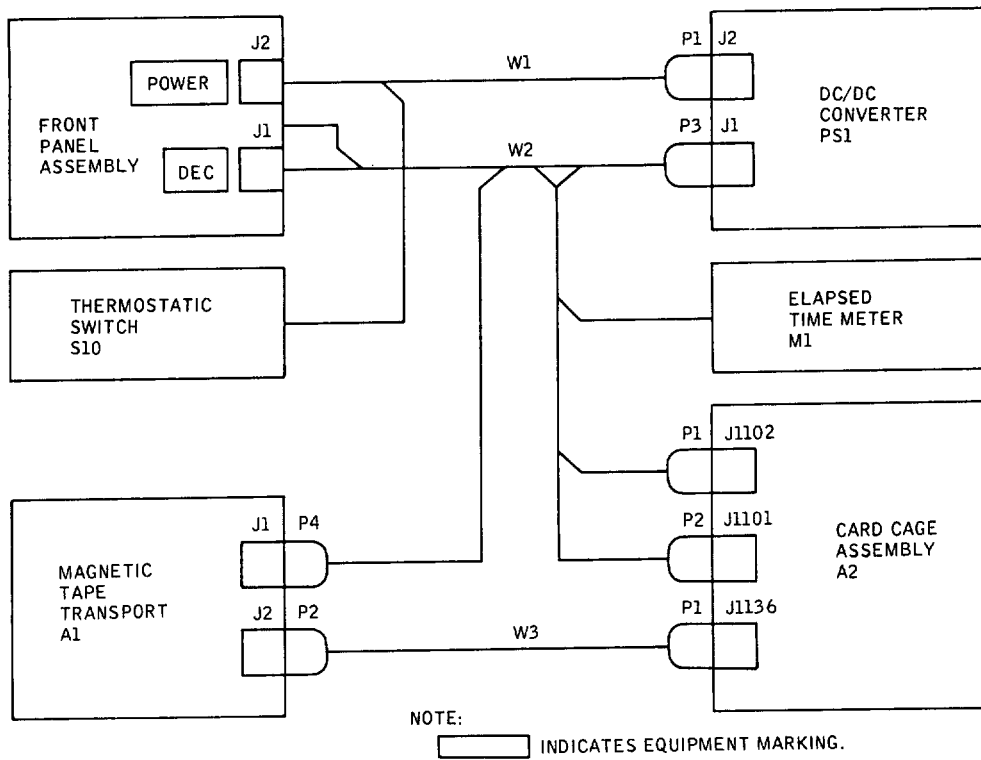 J2
POWER
FRONT
PANEL
ASSEMBLY
J1
DEC
W1
W2
P1 J2
P3 J1
DC/DC
CONVERTER
PS1
THERMOSTATIC
SWITCH
S10
ELAPSED
TIME METER
M1
MAGNETIC
TAPE
TRANSPORT
A1
J1 P4
J2 P2
W3
P1 J1102
P2 J1101
P1 J1136
CARD CAGE
ASSEMBLY
A2
NOTE:
INDICATES EQUIPMENT MARKING.